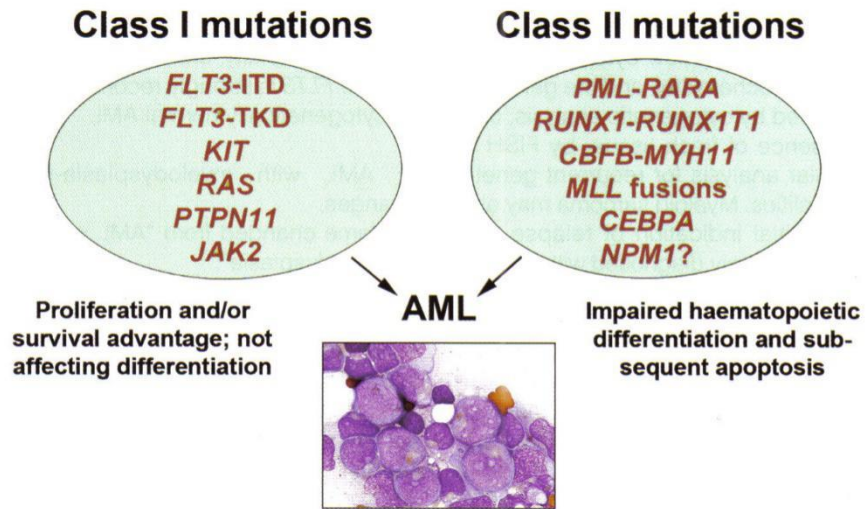 Class I mutations
FLT3-ITD
FLT3-TKD
KIT
RAS
PTPN11
JAK2
Proliferation and/or
survival advantage; not
affecting differentiation
Class II mutations
PML-RARA
RUNX1-RUNX1T1
CBFB-MYH11
MLL fusions
CEBPA
NPM1?
Impaired haematopoietic
differentiation and sub-
sequent apoptosis
AML